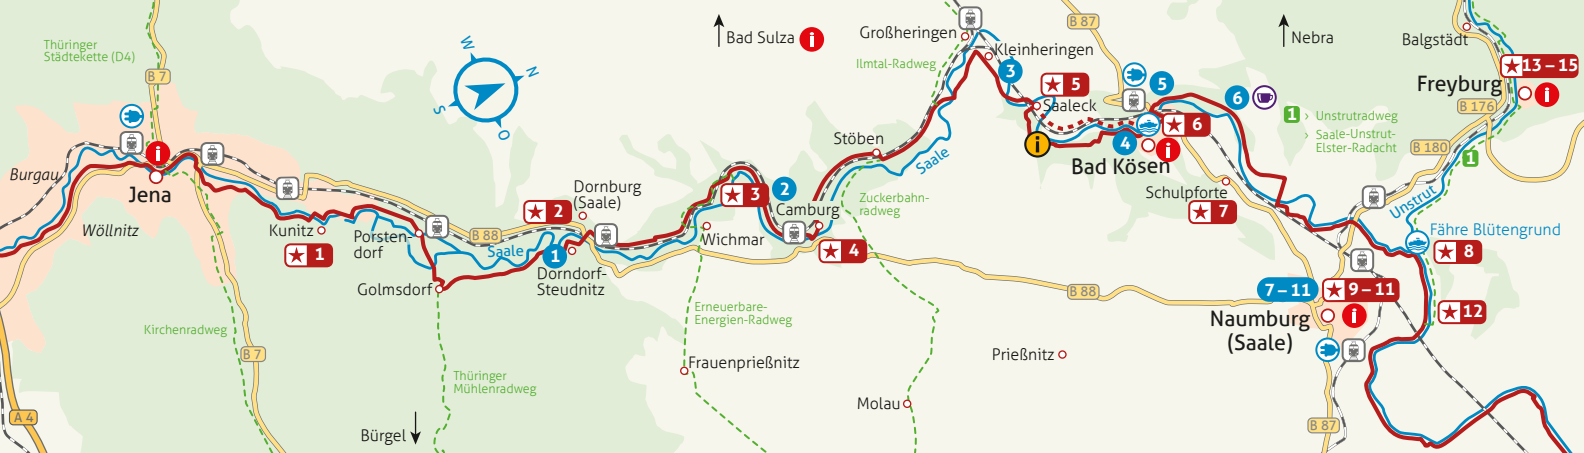 Thüringer
Städtekette (D4)
B 7
Burgau
Jena
Wöllnitz
Kunitz
1
Porsten-
dorf
Golmsdorf
Kirchenradweg
B 7
A 4
Thüringer
Mühlenradweg
Bürgel
W
N
S
O
B 88
Saale
2
Dornburg
(Saale)
1
Dorndorf-
Steudnitz
3
2
Wichmar
Camburg
4
Erneuerbare-
Energien-Radweg
Frauenprießnitz
Bad Sulza
Großheringen
Ilmtal-Radweg
Kleinheringen
3
5
Saaleck
Stöben
Saale
Zuckerbahn-
radweg
Molau
Prießnitz
B 88
B 87
5
6
4
6
Bad Kösen
Schulpforte
7
Nebra
1 › Unstrutradweg
› Saale-Unstrut-
Elster-Radacht
Balgstädt
13 – 15
Freyburg
B 176
B 180
1
Unstrut
Fähre Blütengrund
8
7 – 11
9 – 11
12
Naumburg
(Saale)
B 87